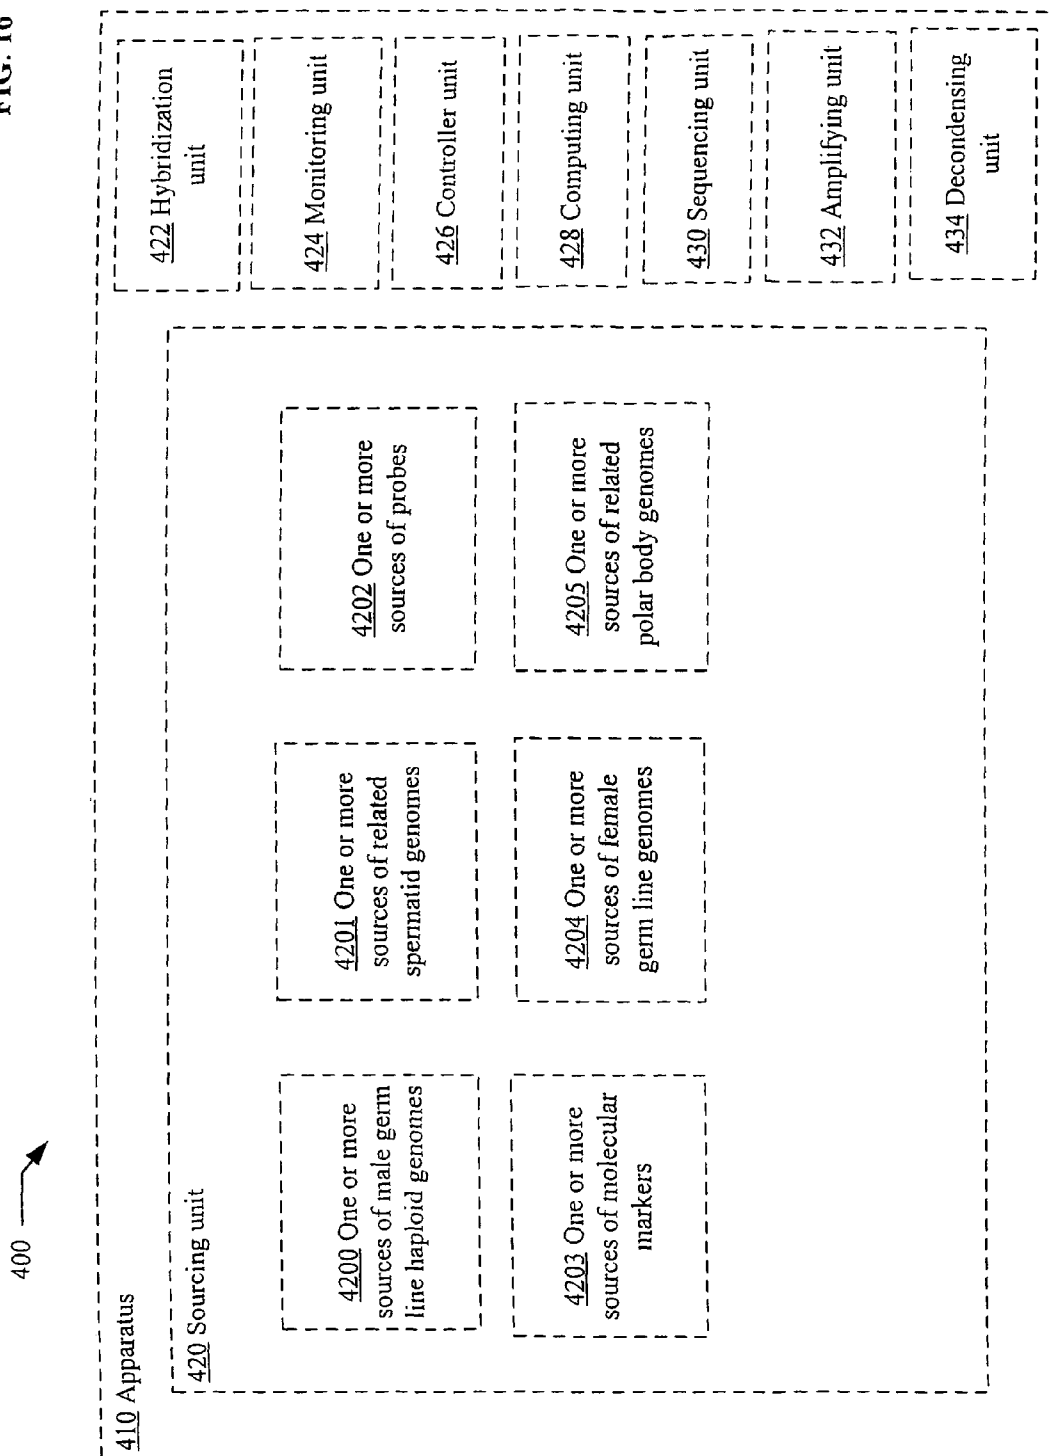 FIG. 16
400
410 Apparatus
420 Sourcing unit
4200 One or more
sources of male germ
line haploid genomes
4201 One or more
sources of related
spermatid genomes
4202 One or more
sources of probes
4203 One or more
sources of molecular
markers
4204 One or more
sources of female
germ line genomes
4205 One or more
sources of related
polar body genomes
422 Hybridization
unit
424 Monitoring unit
426 Controller unit
428 Computing unit
430 Sequencing unit
432 Amplifying unit
434 Decondensing
unit